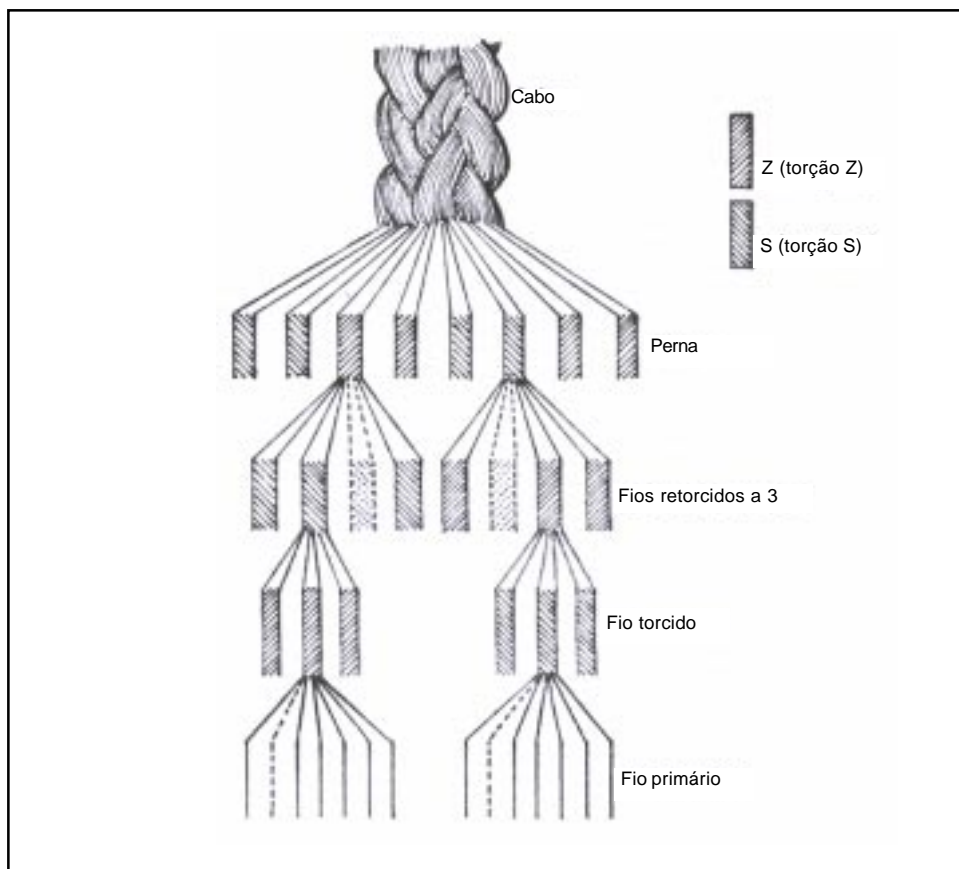 Cabo
Z (torção Z)
S (torção S)
Perna
Fios retorcidos a 3
Fio torcido
Fio primário